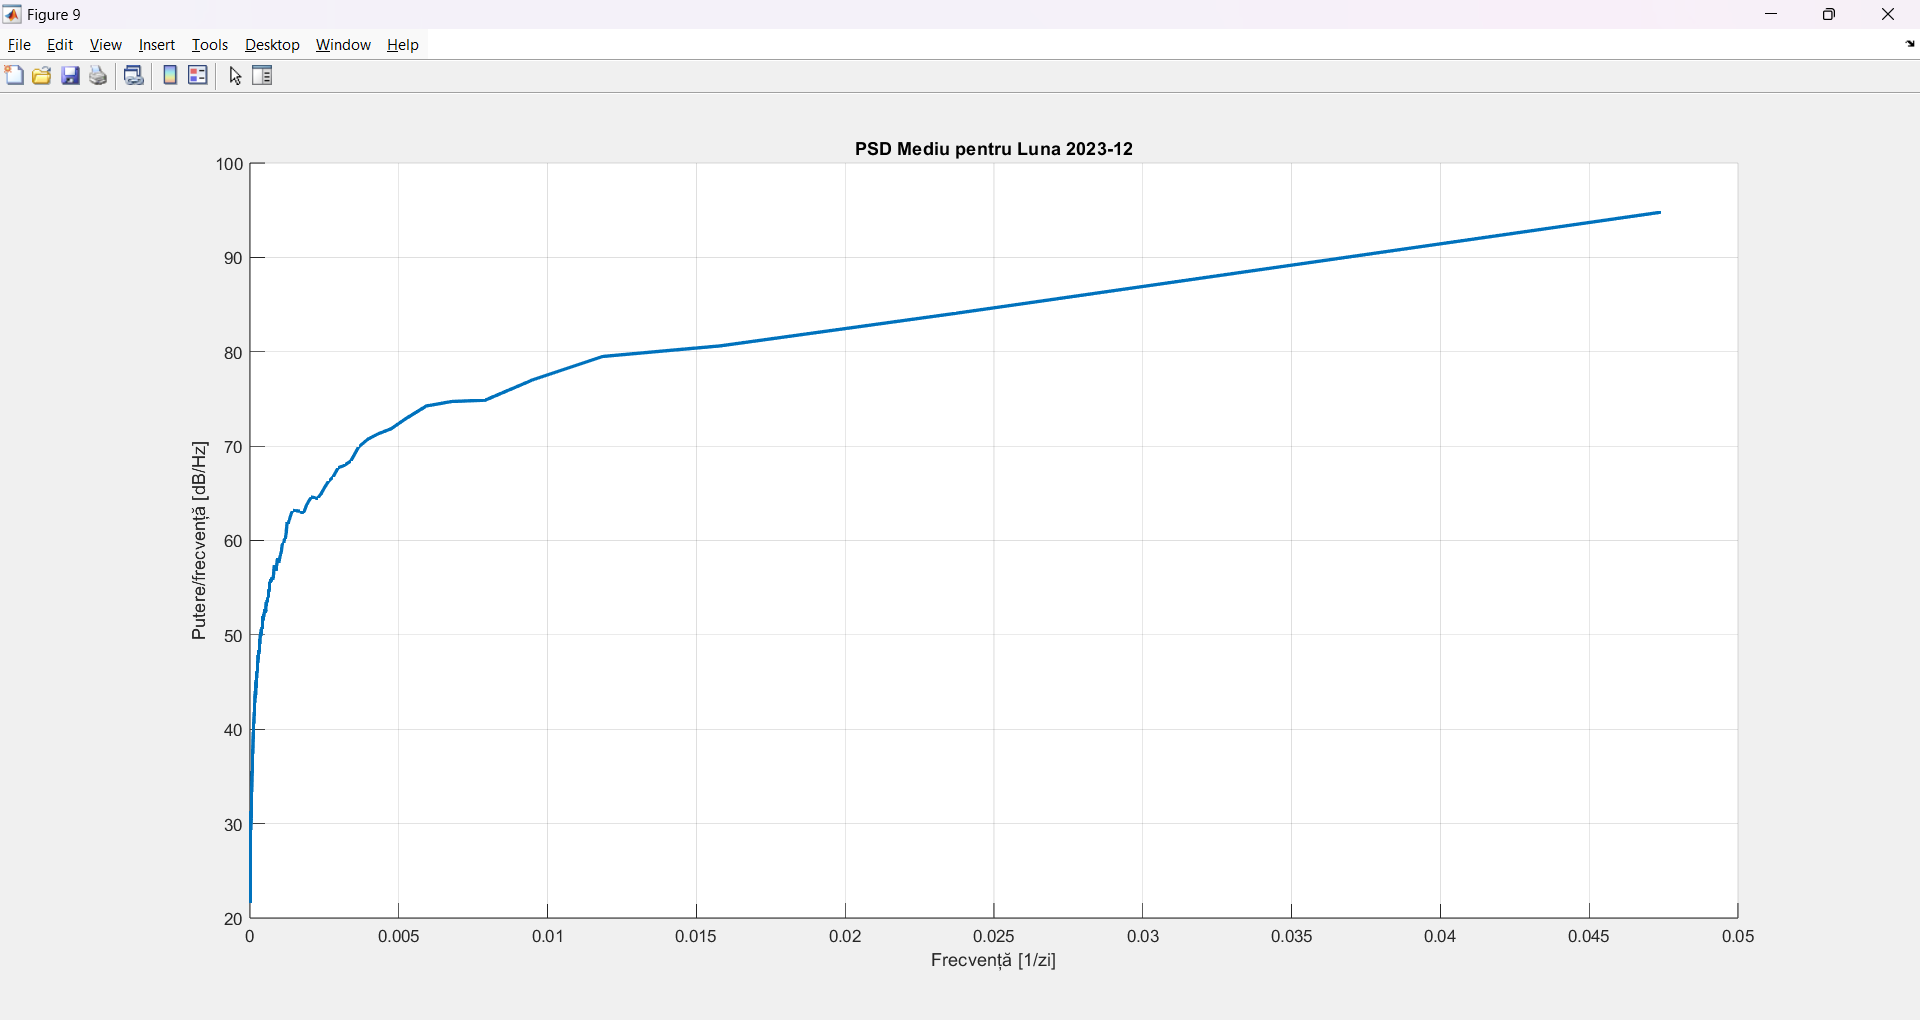 Figure 9
File Edit View Insert Tools Desktop Window Help
PSD Mediu pentru Luna 2023-12
100
90
80
70
60
50
40
30
20
Putere/frecvență [dB/Hz]
0 0.005 0.01 0.015 0.02 0.025 0.03 0.035 0.04 0.045 0.05
Frecvență [1/zi]